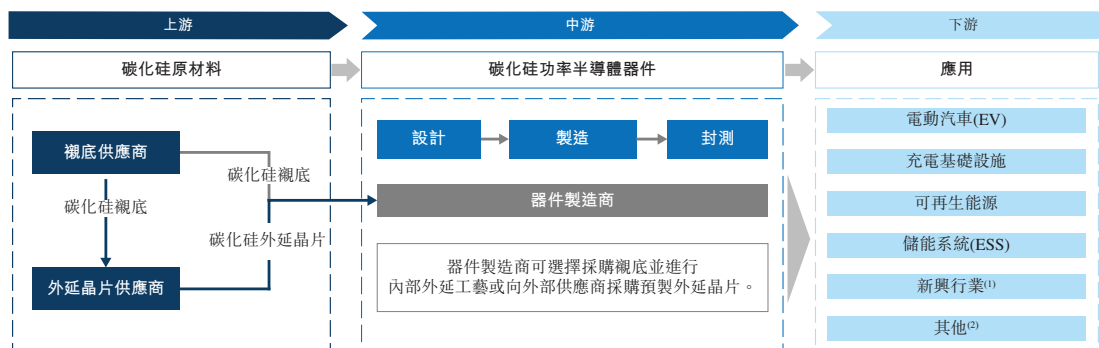 上游
中游
下游
碳化硅原材料
碳化硅功率半導體器件
應用
襯底供應商
碳化硅襯底
碳化硅襯底
碳化硅外延晶片
外延晶片供應商
設計
製造
封測
器件製造商
器件製造商可選擇採購襯底並進行
內部外延工藝或向外部供應商採購預製外延晶片。
電動汽車(EV)
充電基礎設施
可再生能源
儲能系統(ESS)
新興行業(1)
其他(2)